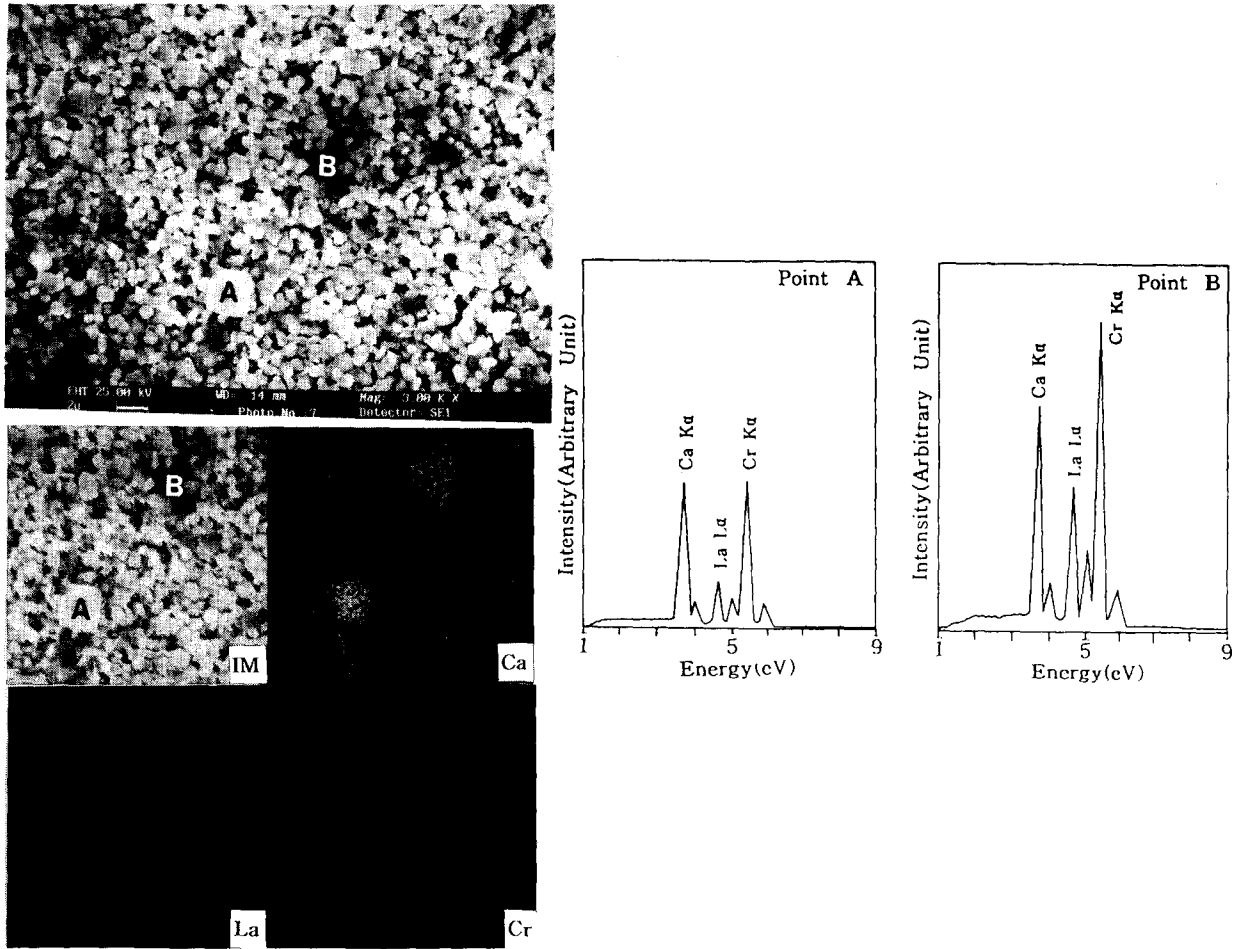 B
A
EHT 25.00 kV WD= 14 mm Mag= 3.00 K X
2u Photo No. 7 Detector= SE1
B
A
IM
Ca
La
Cr
Point A
Ca Kα
La Lα
Cr Kα
Intensity(Arbitrary Unit)
1 5 9
Energy(eV)
Point B
Ca Kα
La Lα
Cr Kα
Intensity(Arbitrary Unit)
1 5 9
Energy(eV)